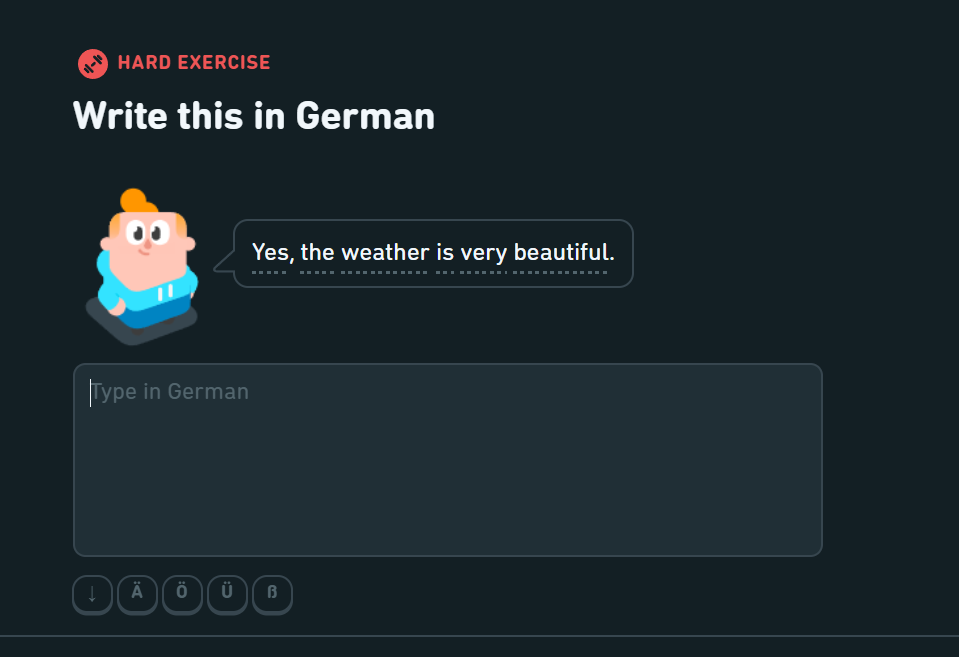 HARD EXERCISE
Write this in German
Yes, the weather is very beautiful.
Type in German
↓ Ä Ö Ü ß